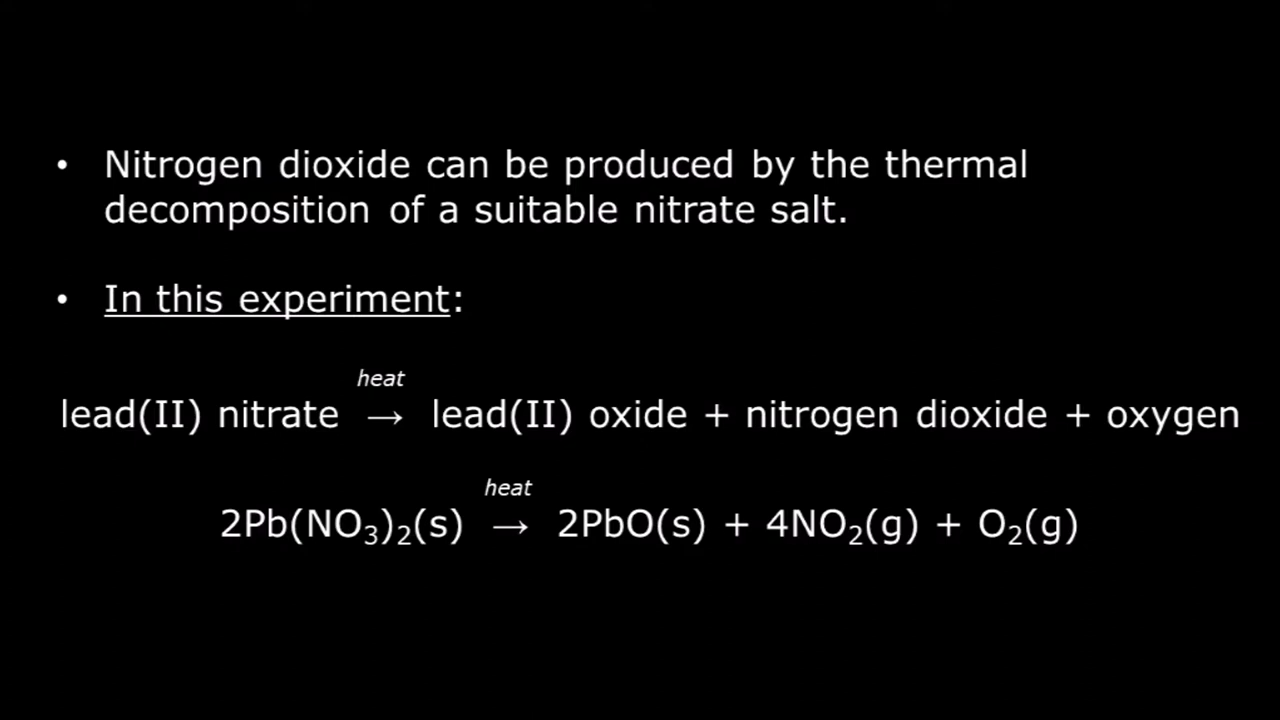 • Nitrogen dioxide can be produced by the thermal
decomposition of a suitable nitrate salt.
• In this experiment:
heat
lead(II) nitrate → lead(II) oxide + nitrogen dioxide + oxygen
heat
2Pb(NO₃)₂(s) → 2PbO(s) + 4NO₂(g) + O₂(g)